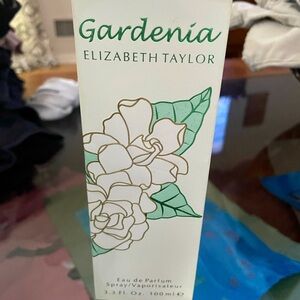 Gardenia
ELIZABETH TAYLOR
Eau de Parfum
Spray/Vaporisateur
3.3 Fl. Oz. 100 ml ℮